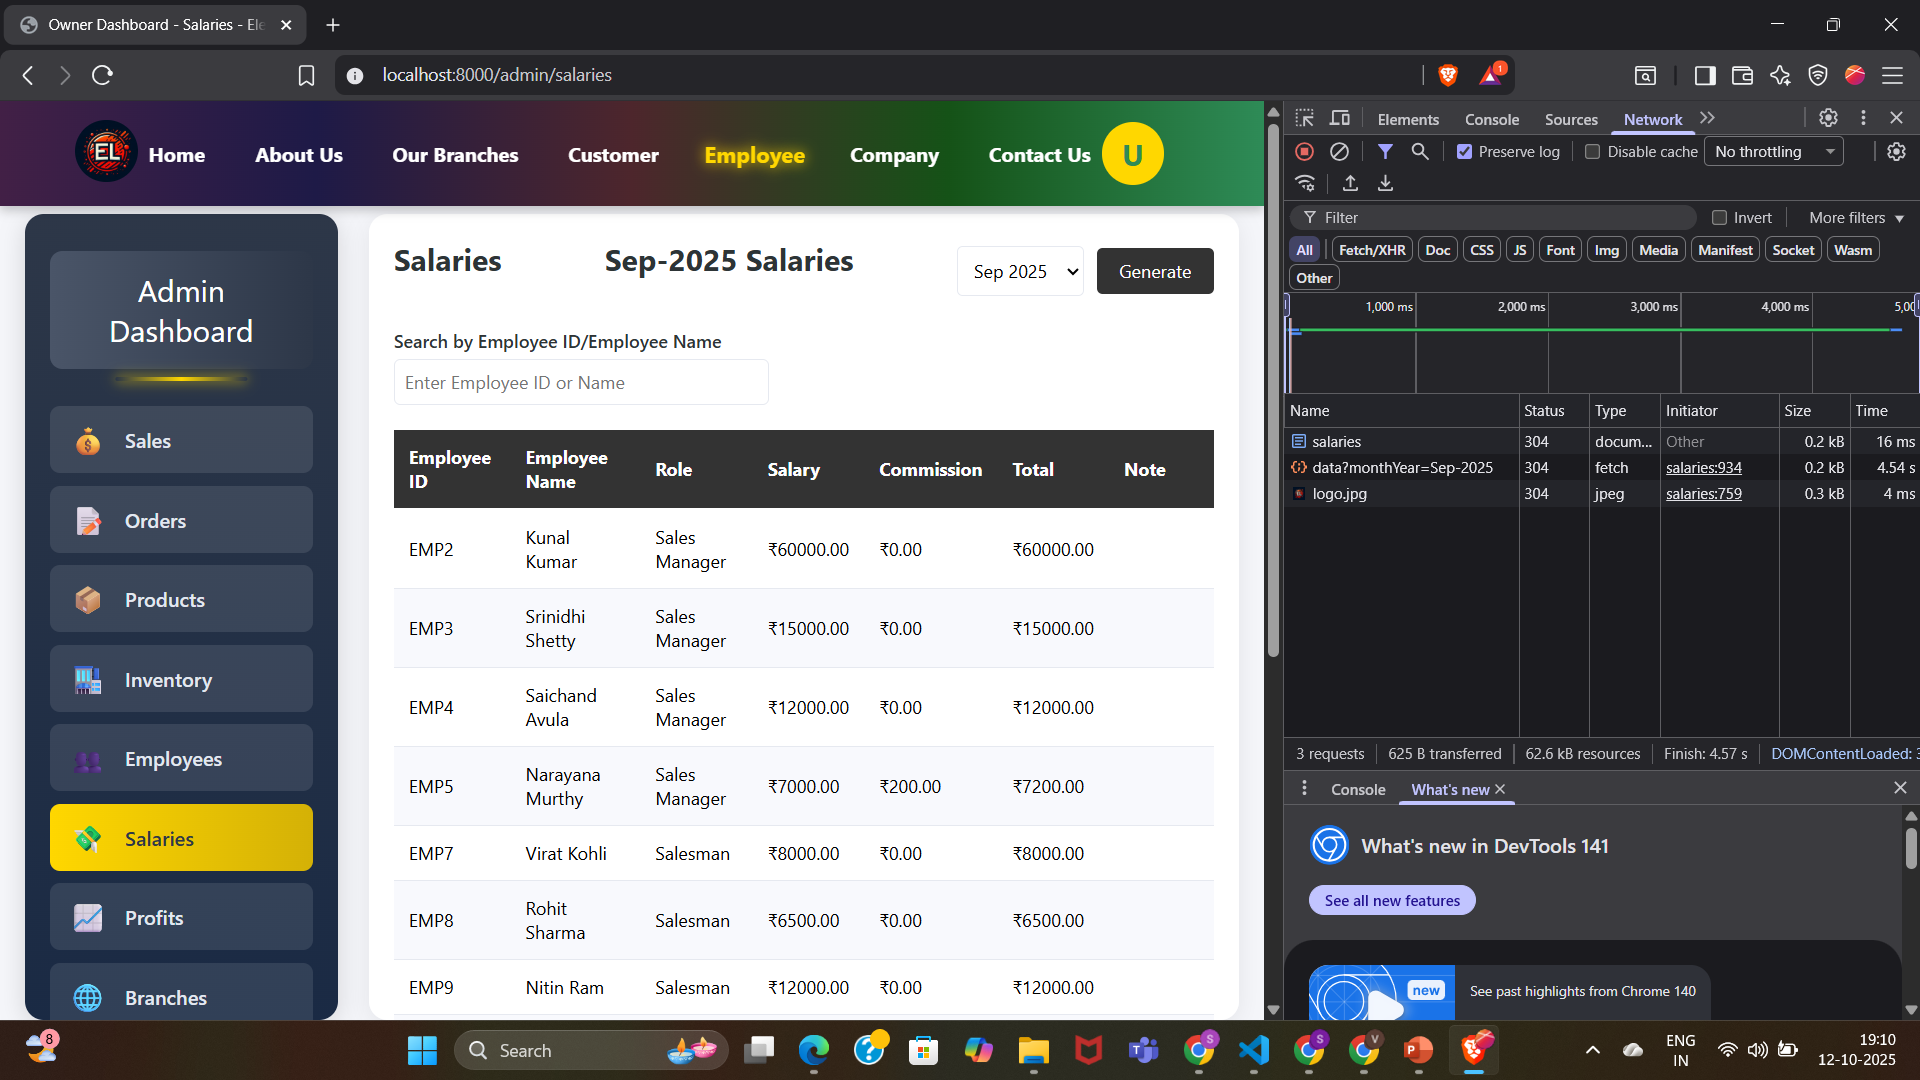 Owner Dashboard - Salaries - Ele
localhost:8000/admin/salaries
1
EL
Home
About Us
Our Branches
Customer
Employee
Company
Contact Us
U
Admin
Dashboard
Sales
Orders
Products
Inventory
Employees
Salaries
Profits
Branches
Salaries
Sep-2025 Salaries
Sep 2025
Generate
Search by Employee ID/Employee Name
Enter Employee ID or Name
Employee ID Employee Name Role Salary Commission Total Note
EMP2 Kunal Kumar Sales Manager ₹60000.00 ₹0.00 ₹60000.00
EMP3 Srinidhi Shetty Sales Manager ₹15000.00 ₹0.00 ₹15000.00
EMP4 Saichand Avula Sales Manager ₹12000.00 ₹0.00 ₹12000.00
EMP5 Narayana Murthy Sales Manager ₹7000.00 ₹200.00 ₹7200.00
EMP7 Virat Kohli Salesman ₹8000.00 ₹0.00 ₹8000.00
EMP8 Rohit Sharma Salesman ₹6500.00 ₹0.00 ₹6500.00
EMP9 Nitin Ram Salesman ₹12000.00 ₹0.00 ₹12000.00
Elements Console Sources Network
Preserve log Disable cache No throttling
Filter Invert More filters
All Fetch/XHR Doc CSS JS Font Img Media Manifest Socket Wasm
Other
1,000 ms 2,000 ms 3,000 ms 4,000 ms 5,00
Name Status Type Initiator Size Time
salaries 304 docum... Other 0.2 kB 16 ms
data?monthYear=Sep-2025 304 fetch salaries:934 0.2 kB 4.54 s
logo.jpg 304 jpeg salaries:759 0.3 kB 4 ms
3 requests 625 B transferred 62.6 kB resources Finish: 4.57 s DOMContentLoaded: 3
Console What's new
What's new in DevTools 141
See all new features
new
See past highlights from Chrome 140
8
Search
S
S
V
ENG
IN
19:10
12-10-2025